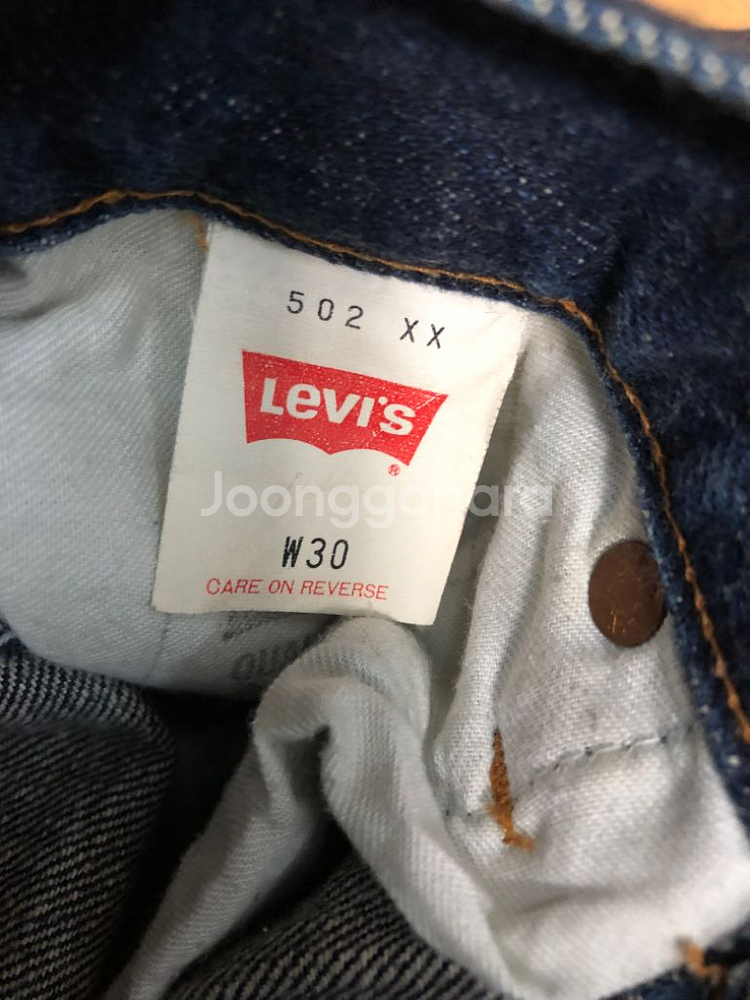 502 XX
Levi's
®
Joonggonara
W30
CARE ON REVERSE